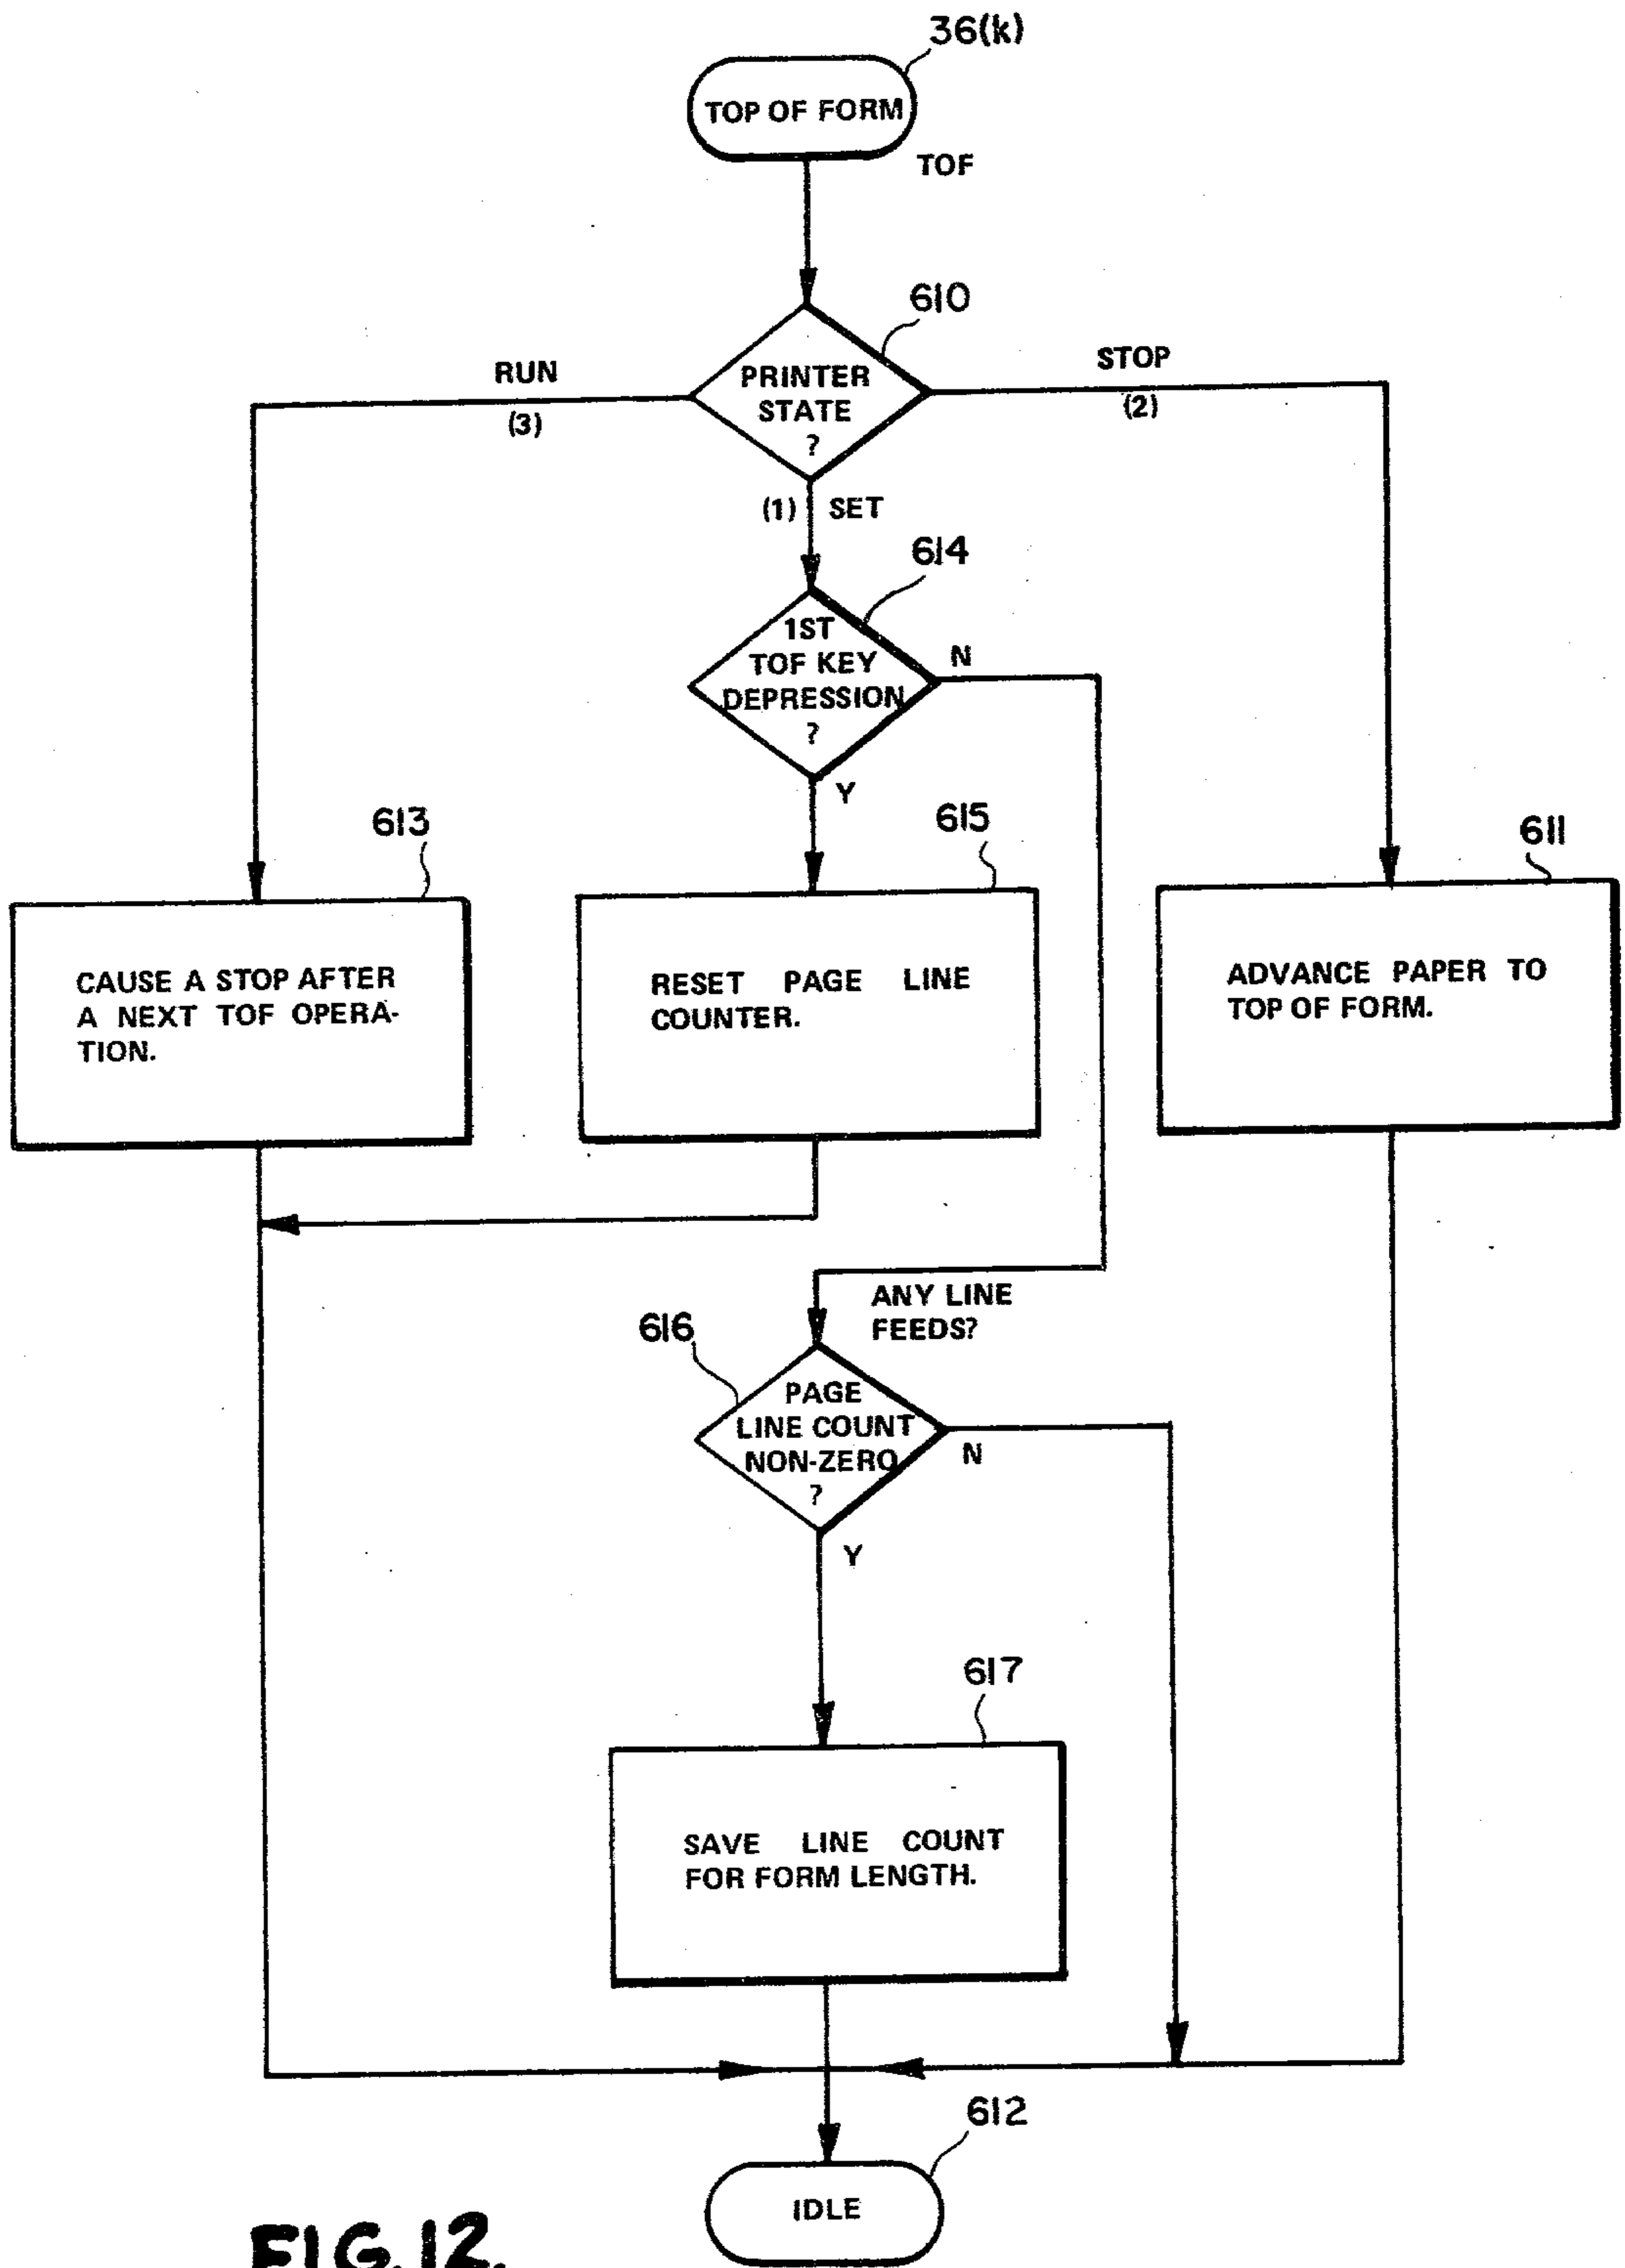 36(k)
TOP OF FORM
TOF
610
PRINTER
STATE
?
RUN
(3)
STOP
(2)
(1) SET
614
1ST
TOF KEY
DEPRESSION
?
N
Y
613
CAUSE A STOP AFTER
A NEXT TOF OPERA-
TION.
615
RESET PAGE LINE
COUNTER.
611
ADVANCE PAPER TO
TOP OF FORM.
ANY LINE
FEEDS?
616
PAGE
LINE COUNT
NON-ZERO
?
N
Y
617
SAVE LINE COUNT
FOR FORM LENGTH.
612
IDLE
FIG. 12.